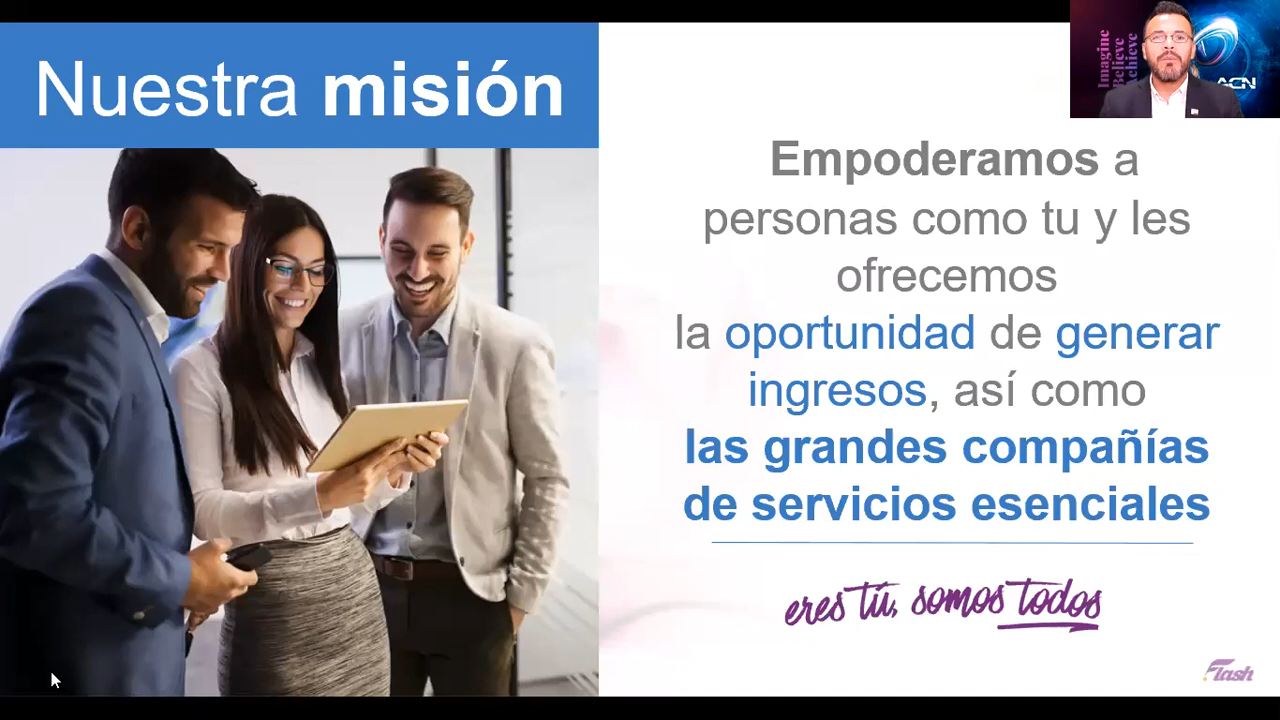 Nuestra misión
Imagine
Believe
Achieve
ACN
Empoderamos a
personas como tu y les
ofrecemos
la oportunidad de generar
ingresos, así como
las grandes compañías
de servicios esenciales
eres tú, somos todos
Flash